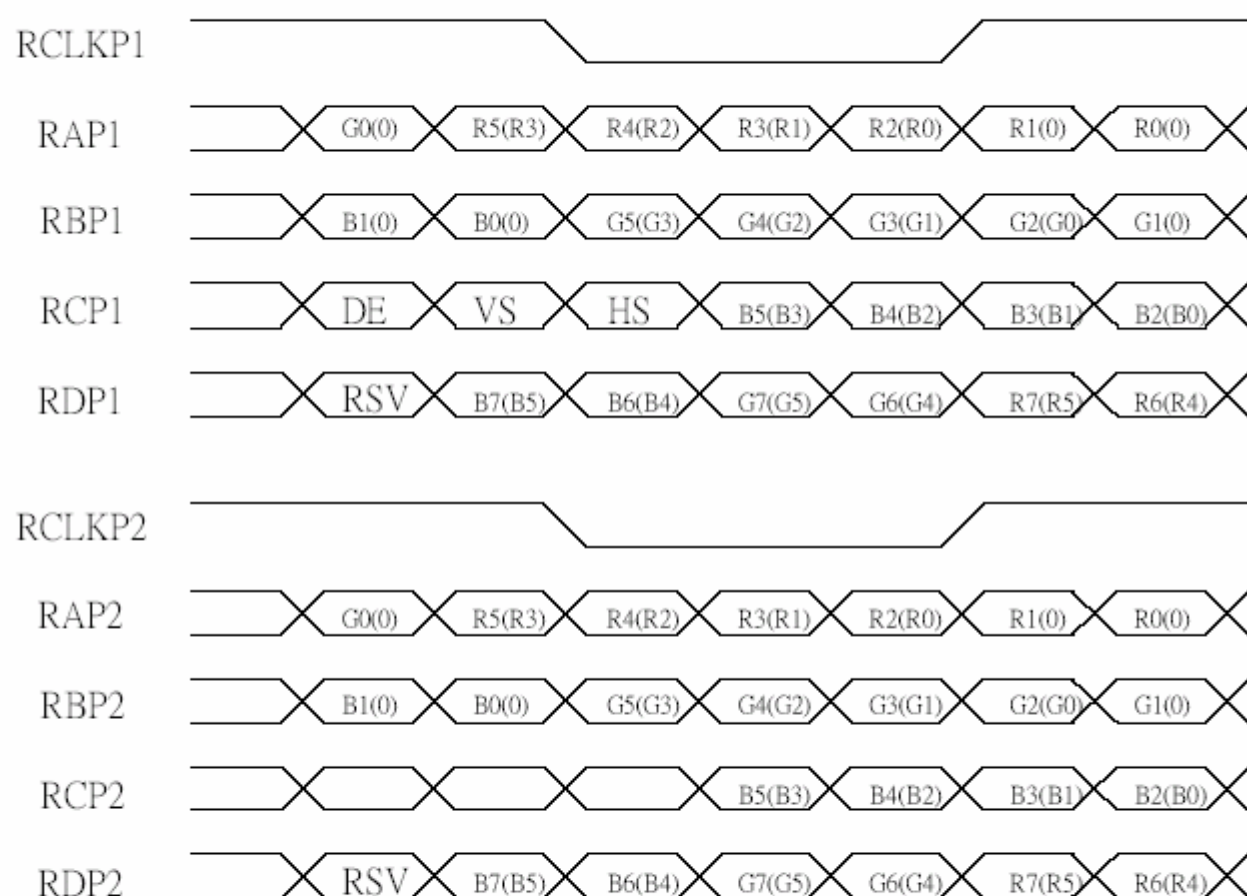 RCLKP1
RAP1 G0(0) R5(R3) R4(R2) R3(R1) R2(R0) R1(0) R0(0)
RBP1 B1(0) B0(0) G5(G3) G4(G2) G3(G1) G2(G0) G1(0)
RCP1 DE VS HS B5(B3) B4(B2) B3(B1) B2(B0)
RDP1 RSV B7(B5) B6(B4) G7(G5) G6(G4) R7(R5) R6(R4)
RCLKP2
RAP2 G0(0) R5(R3) R4(R2) R3(R1) R2(R0) R1(0) R0(0)
RBP2 B1(0) B0(0) G5(G3) G4(G2) G3(G1) G2(G0) G1(0)
RCP2 B5(B3) B4(B2) B3(B1) B2(B0)
RDP2 RSV B7(B5) B6(B4) G7(G5) G6(G4) R7(R5) R6(R4)